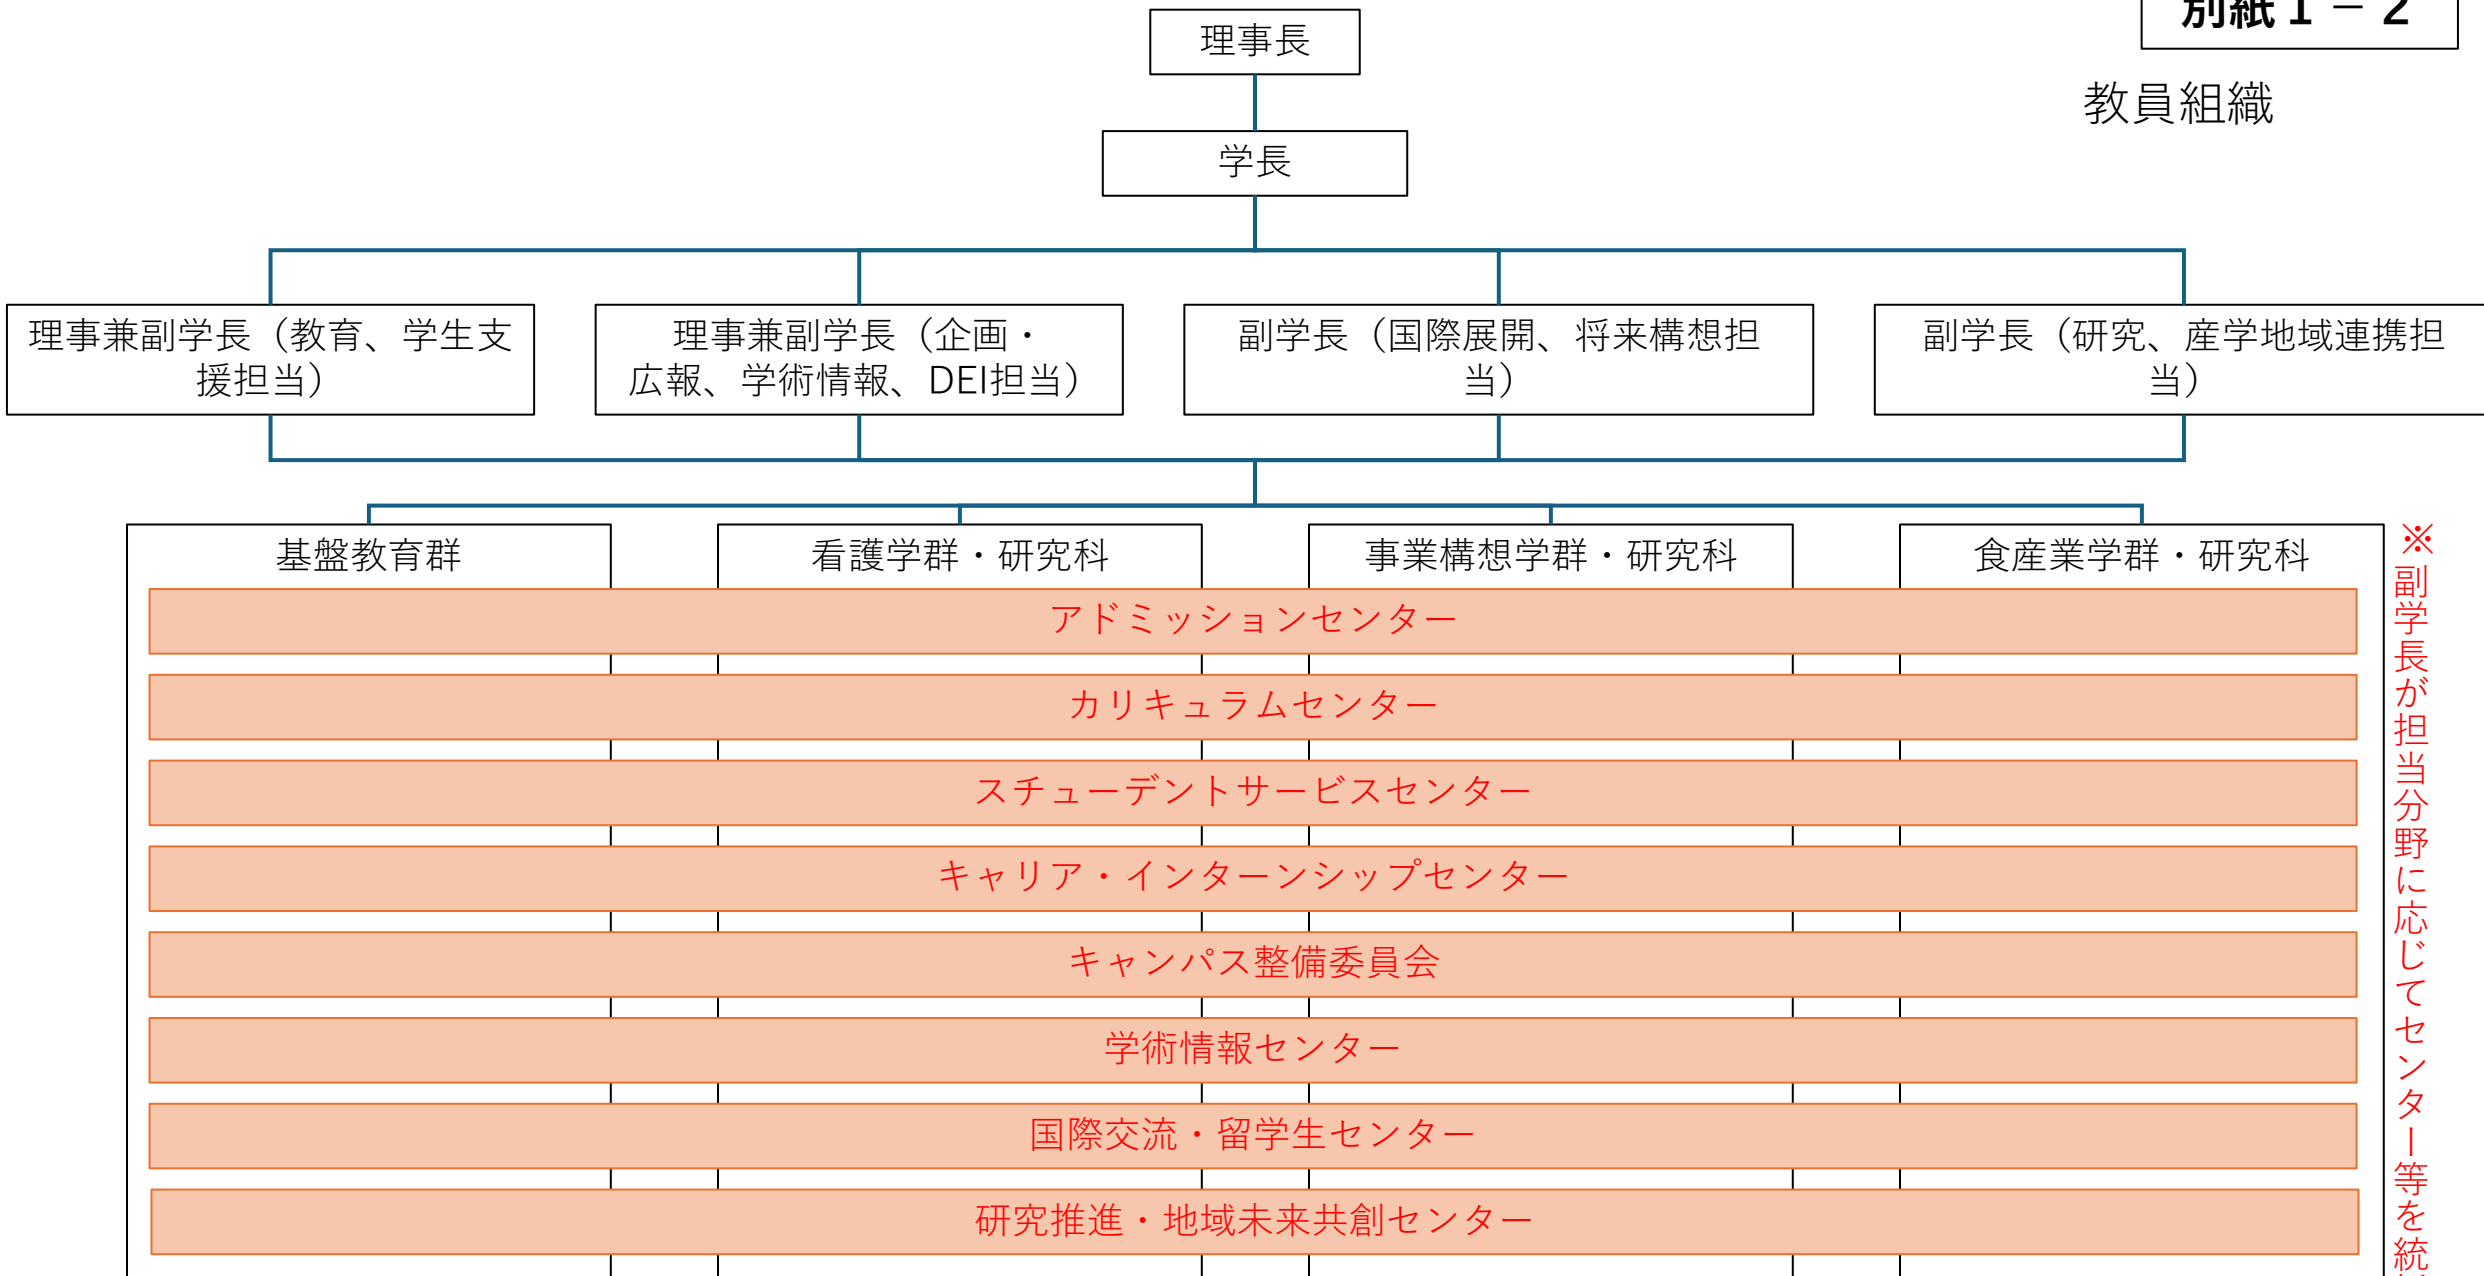 別紙１－２
教員組織
理事長
学長
理事兼副学長（教育、学生支
援担当）
理事兼副学長（企画・
広報、学術情報、DEI担当）
副学長（国際展開、将来構想担
当）
副学長（研究、産学地域連携担
当）
基盤教育群
看護学群・研究科
事業構想学群・研究科
食産業学群・研究科
アドミッションセンター
カリキュラムセンター
スチューデントサービスセンター
キャリア・インターンシップセンター
キャンパス整備委員会
学術情報センター
国際交流・留学生センター
研究推進・地域未来共創センター
※副学長が担当分野に応じてセンター等を統